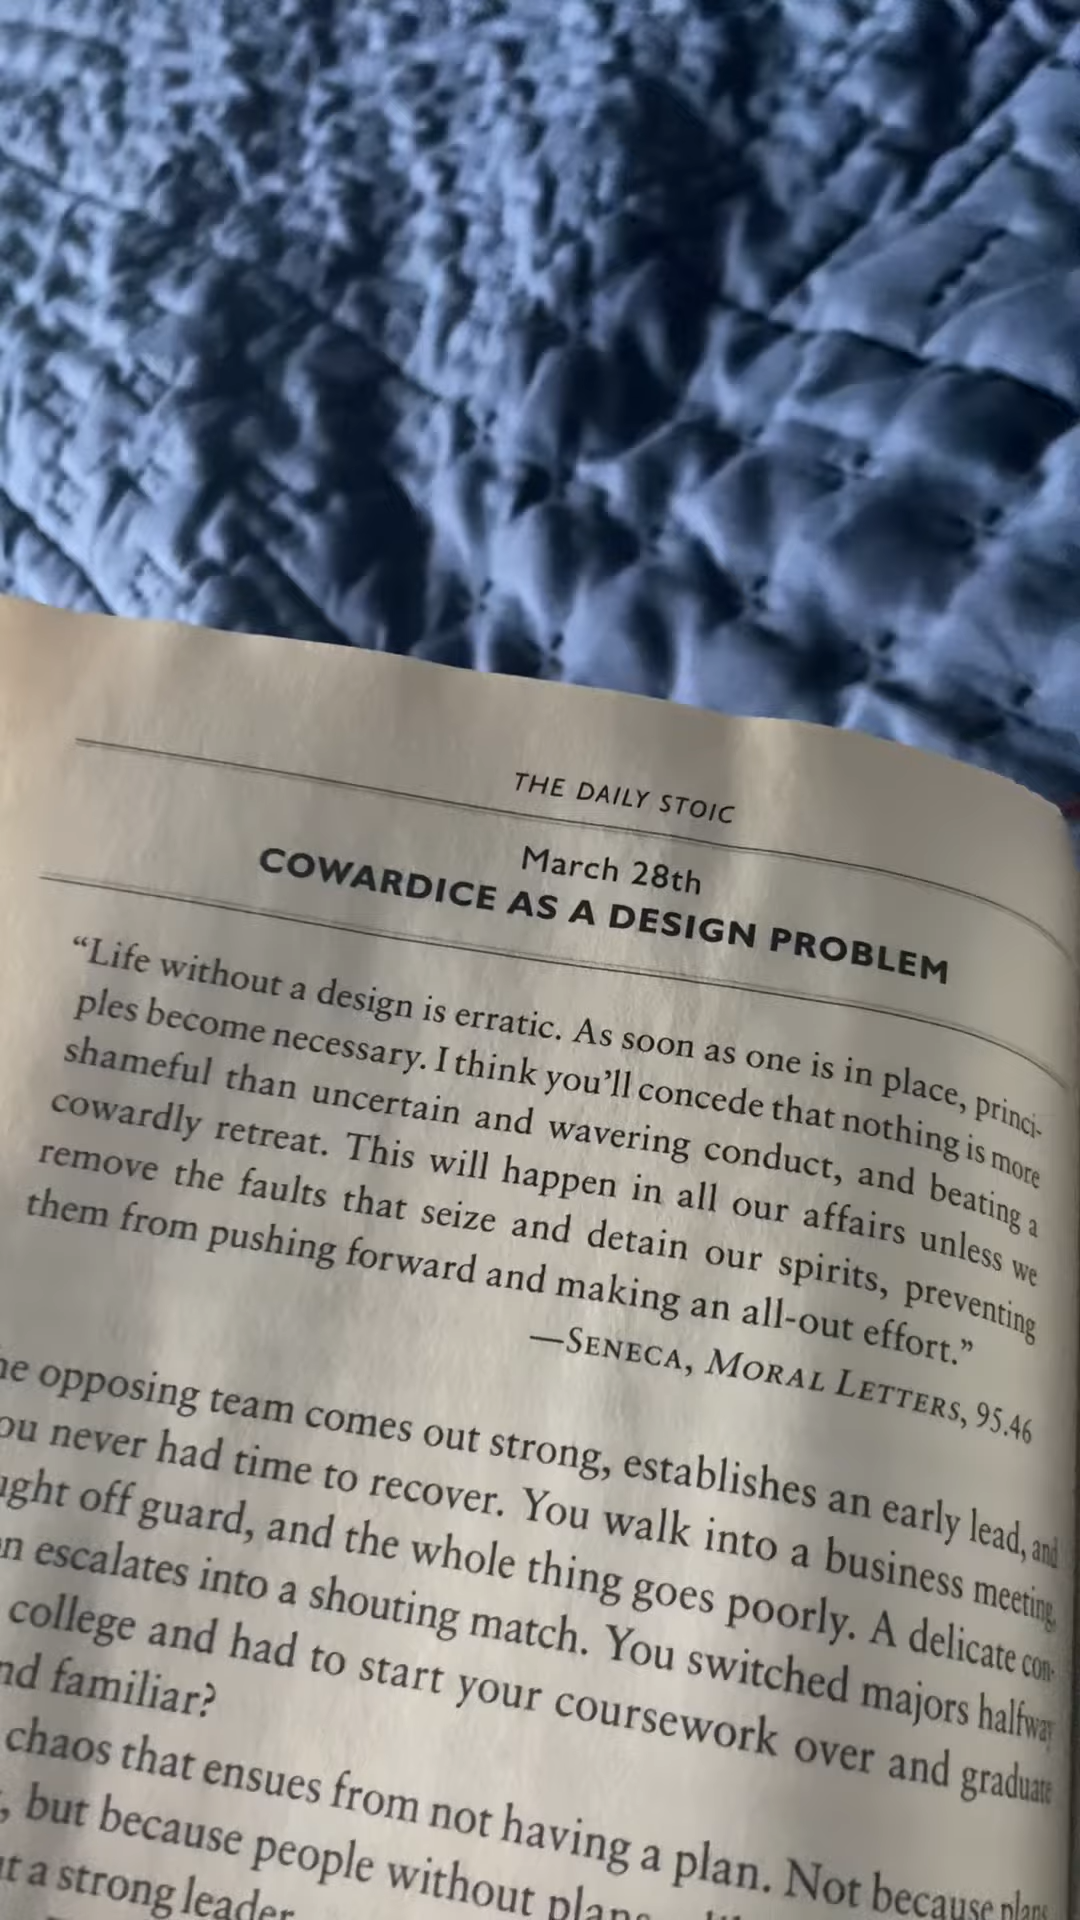 THE DAILY STOIC
March 28th
COWARDICE AS A DESIGN PROBLEM
“Life without a design is erratic. As soon as one is in place, princi-
ples become necessary. I think you’ll concede that nothing is more
shameful than uncertain and wavering conduct, and beating a
cowardly retreat. This will happen in all our affairs unless we
remove the faults that seize and detain our spirits, preventing
them from pushing forward and making an all-out effort.”
—SENECA, MORAL LETTERS, 95.46
opposing team comes out strong, establishes an early lead, and
never had time to recover. You walk into a business meeting,
off guard, and the whole thing goes poorly. A delicate con-
escalates into a shouting match. You switched majors halfway
college and had to start your coursework over and graduate
familiar?
chaos that ensues from not having a plan. Not because plans
, but because people without plans
a strong leader